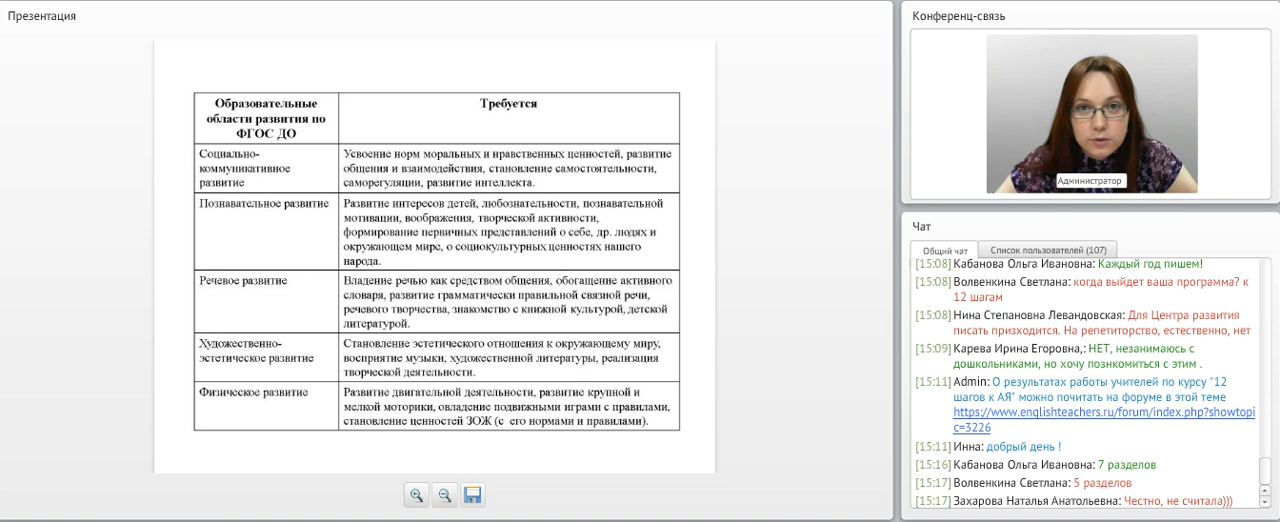 Презентация
Образовательные
области развития по
ФГОС ДО
Требуется
Социально-
коммуникативное
развитие
Усвоение норм моральных и нравственных ценностей, развитие
общения и взаимодействия, становление самостоятельности,
саморегуляции, развитие интеллекта.
Познавательное развитие
Развитие интересов детей, любознательности, познавательной
мотивации, воображения, творческой активности,
формирование первичных представлений о себе, др. людях и
окружающем мире, о социокультурных ценностях нашего
народа.
Речевое развитие
Владение речью как средством общения, обогащение активного
словаря, развитие грамматически правильной связной речи,
речевого творчества, знакомство с книжной культурой, детской
литературой.
Художественно-
эстетическое развитие
Становление эстетического отношения к окружающему миру,
восприятие музыки, художественной литературы, реализация
творческой деятельности.
Физическое развитие
Развитие двигательной деятельности, развитие крупной и
мелкой моторики, овладение подвижными играми с правилами,
становление ценностей ЗОЖ (с его нормами и правилами).
Конференц-связь
Администратор
Чат
Общий чат
Список пользователей (107)
[15:08] Кабанова Ольга Ивановна: Каждый год пишем!
[15:08] Волвенкина Светлана: когда выйдет ваша программа? к
12 шагам
[15:08] Нина Степановна Левандовская: Для Центра развития
писать призходится. На репетиторство, естественно, нет
[15:09] Карева Ирина Егоровна,: НЕТ, незанимаюсь с
дошкольниками, но хочу познкомиться с этим .
[15:11] Admin: О результатах работы учителей по курсу "12
шагов к АЯ" можно почитать на форуме в этой теме
https://www.englishteachers.ru/forum/index.php?showtopi
c=3226
[15:11] Инна: добрый день !
[15:16] Кабанова Ольга Ивановна: 7 разделов
[15:17] Волвенкина Светлана: 5 разделов
[15:17] Захарова Наталья Анатольевна: Честно, не считала)))